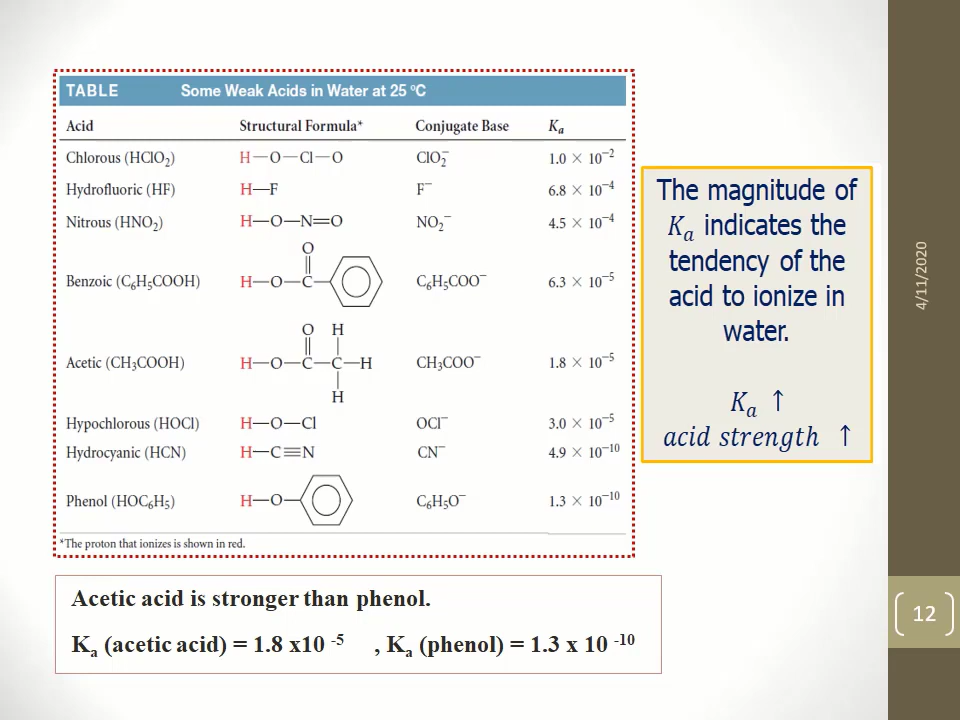 TABLE Some Weak Acids in Water at 25 °C
Acid Structural Formula* Conjugate Base Kₐ
Chlorous (HClO₂) H—O—Cl—O ClO₂⁻ 1.0 × 10⁻²
Hydrofluoric (HF) H—F F⁻ 6.8 × 10⁻⁴
Nitrous (HNO₂) H—O—N=O NO₂⁻ 4.5 × 10⁻⁴
O
Benzoic (C₆H₅COOH) H—O—C— C₆H₅COO⁻ 6.3 × 10⁻⁵
O H
Acetic (CH₃COOH) H—O—C—C—H CH₃COO⁻ 1.8 × 10⁻⁵
H
Hypochlorous (HOCl) H—O—Cl OCl⁻ 3.0 × 10⁻⁵
Hydrocyanic (HCN) H—C≡N CN⁻ 4.9 × 10⁻¹⁰
Phenol (HOC₆H₅) H—O— C₆H₅O⁻ 1.3 × 10⁻¹⁰
*The proton that ionizes is shown in red.
The magnitude of
Kₐ indicates the
tendency of the
acid to ionize in
water.
Kₐ ↑
acid strength ↑
Acetic acid is stronger than phenol.
Kₐ (acetic acid) = 1.8 x10 ⁻⁵ , Kₐ (phenol) = 1.3 x 10 ⁻¹⁰
4/11/2020
12